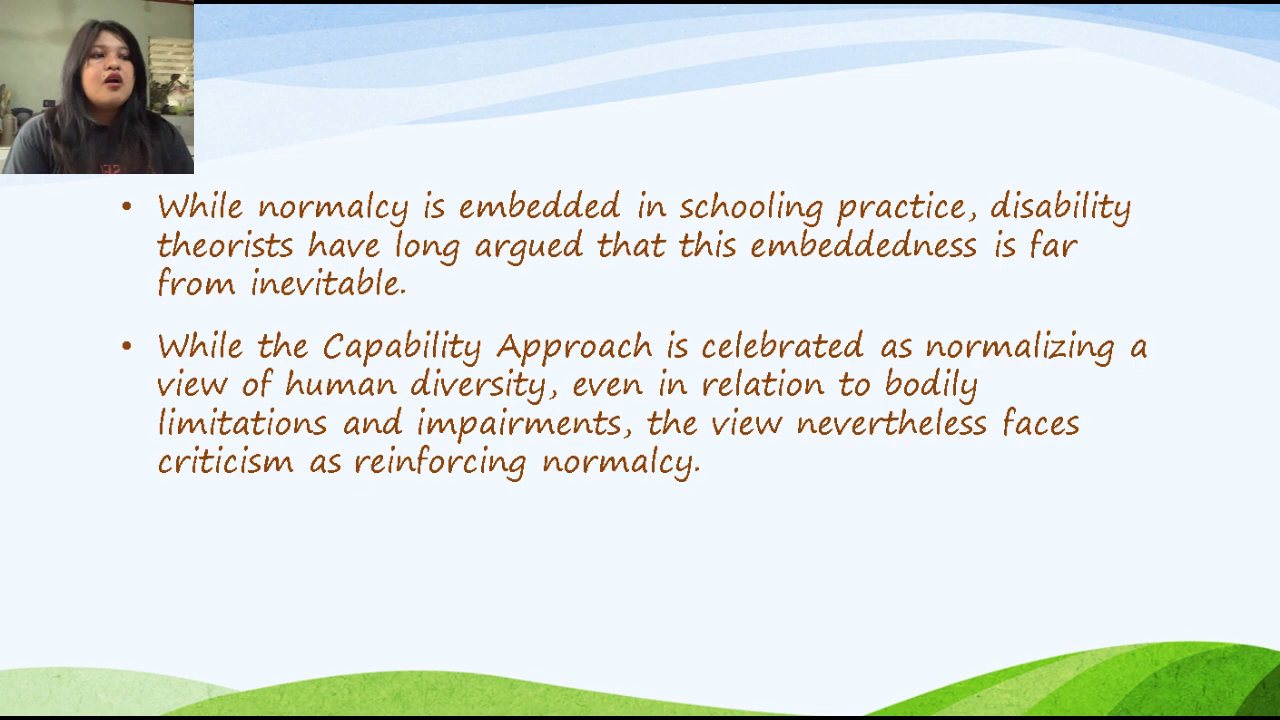 • While normalcy is embedded in schooling practice, disability
theorists have long argued that this embeddedness is far
from inevitable.
• While the Capability Approach is celebrated as normalizing a
view of human diversity, even in relation to bodily
limitations and impairments, the view nevertheless faces
criticism as reinforcing normalcy.